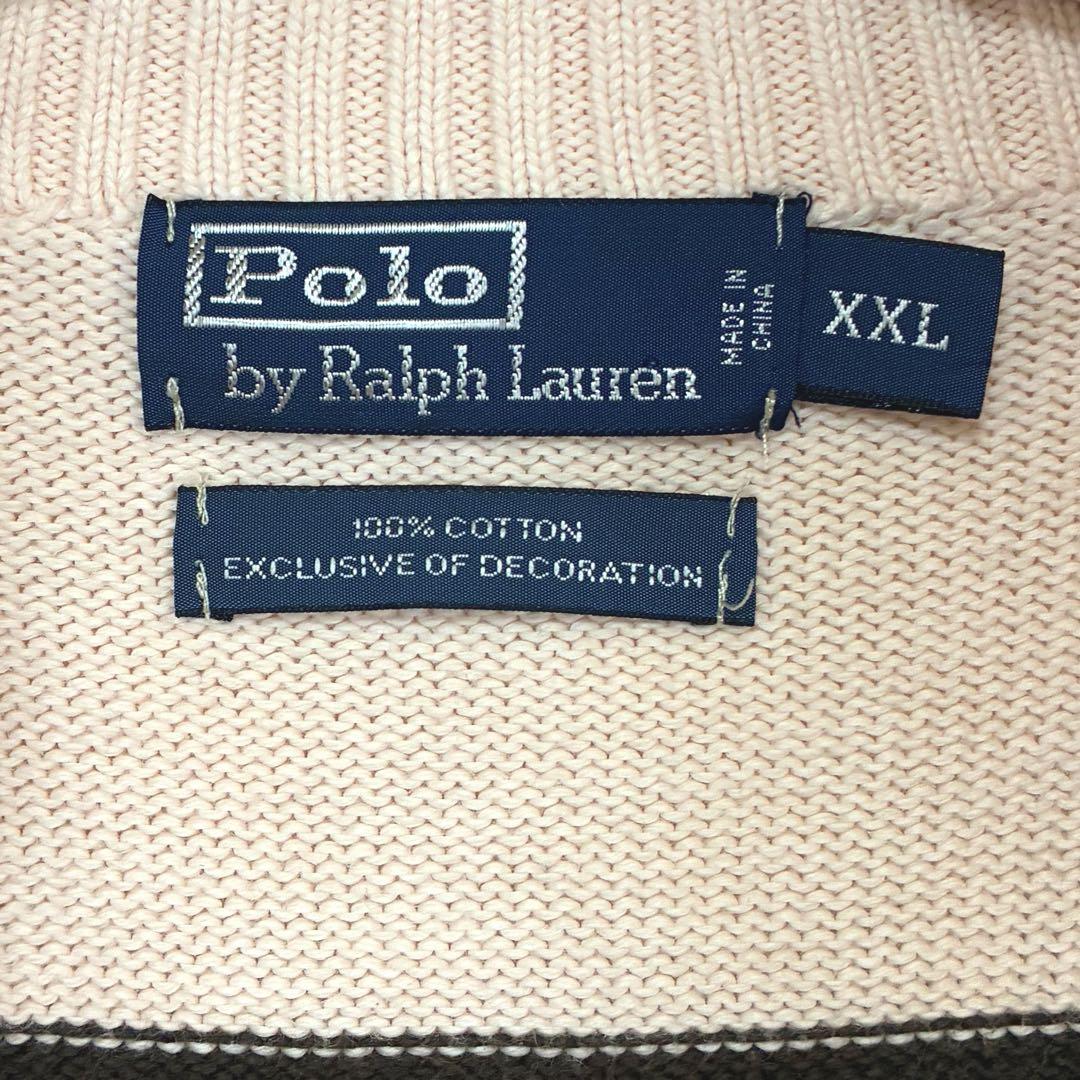 Polo
by Ralph Lauren
MADE IN
CHINA
XXL
100% COTTON
EXCLUSIVE OF DECORATION